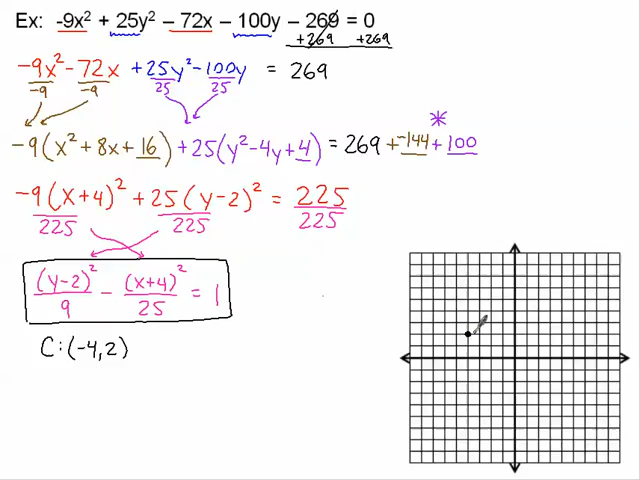 Ex: -9x² + 25y² – 72x – 100y – 269 = 0
+269 +269
-9x² -72x +25y² -100y = 269
-9 -9 25 25
-9(x² + 8x + 16) + 25(y² - 4y + 4) = 269 + -144 + 100
*
-9(x+4)² + 25(y-2)² = 225
225 225 225
(y-2)²/9 - (x+4)²/25 = 1
C: (-4, 2)